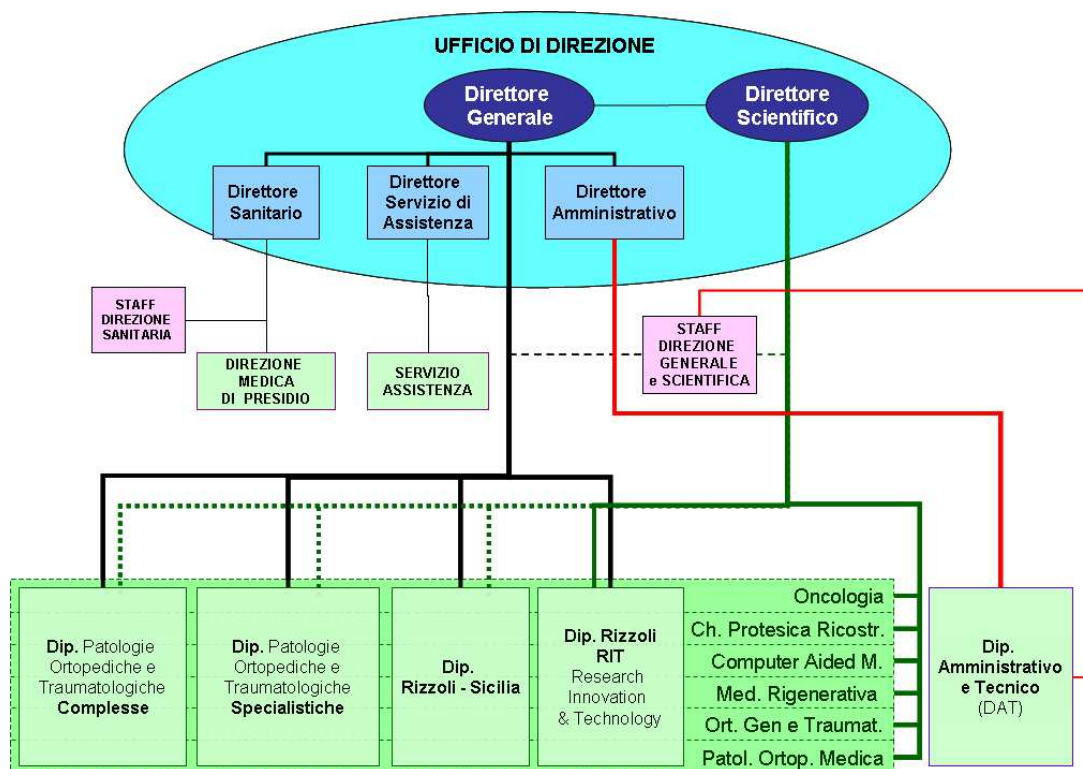 UFFICIO DI DIREZIONE
Direttore
Generale
Direttore
Scientifico
Direttore
Sanitario
Direttore
Servizio di
Assistenza
Direttore
Amministrativo
STAFF
DIREZIONE
SANITARIA
DIREZIONE
MEDICA
DI PRESIDIO
SERVIZIO
ASSISTENZA
STAFF
DIREZIONE
GENERALE
e SCIENTIFICA
Dip. Patologie
Ortopediche e
Traumatologiche
Complesse
Dip. Patologie
Ortopediche e
Traumatologiche
Specialistiche
Dip.
Rizzoli - Sicilia
Dip. Rizzoli
RIT
Research
Innovation
& Technology
Oncologia
Ch. Protesica Ricostr.
Computer Aided M.
Med. Rigenerativa
Ort. Gen e Traumat.
Patol. Ortop. Medica
Dip.
Amministrativo
e Tecnico
(DAT)